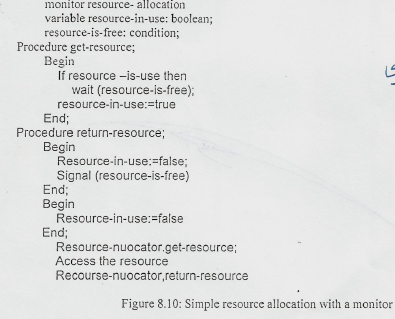 monitor resource- allocation
variable resource-in-use: boolean;
resource-is-free: condition;
Procedure get-resource;
Begin
If resource –is-use then
wait (resource-is-free);
resource-in-use:=true
End;
Procedure return-resource;
Begin
Resource-in-use:=false;
Signal (resource-is-free)
End;
Begin
Resource-in-use:=false
End;
Resource-nuocator.get-resource;
Access the resource
Recourse-nuocator,return-resource
Figure 8.10: Simple resource allocation with a monitor